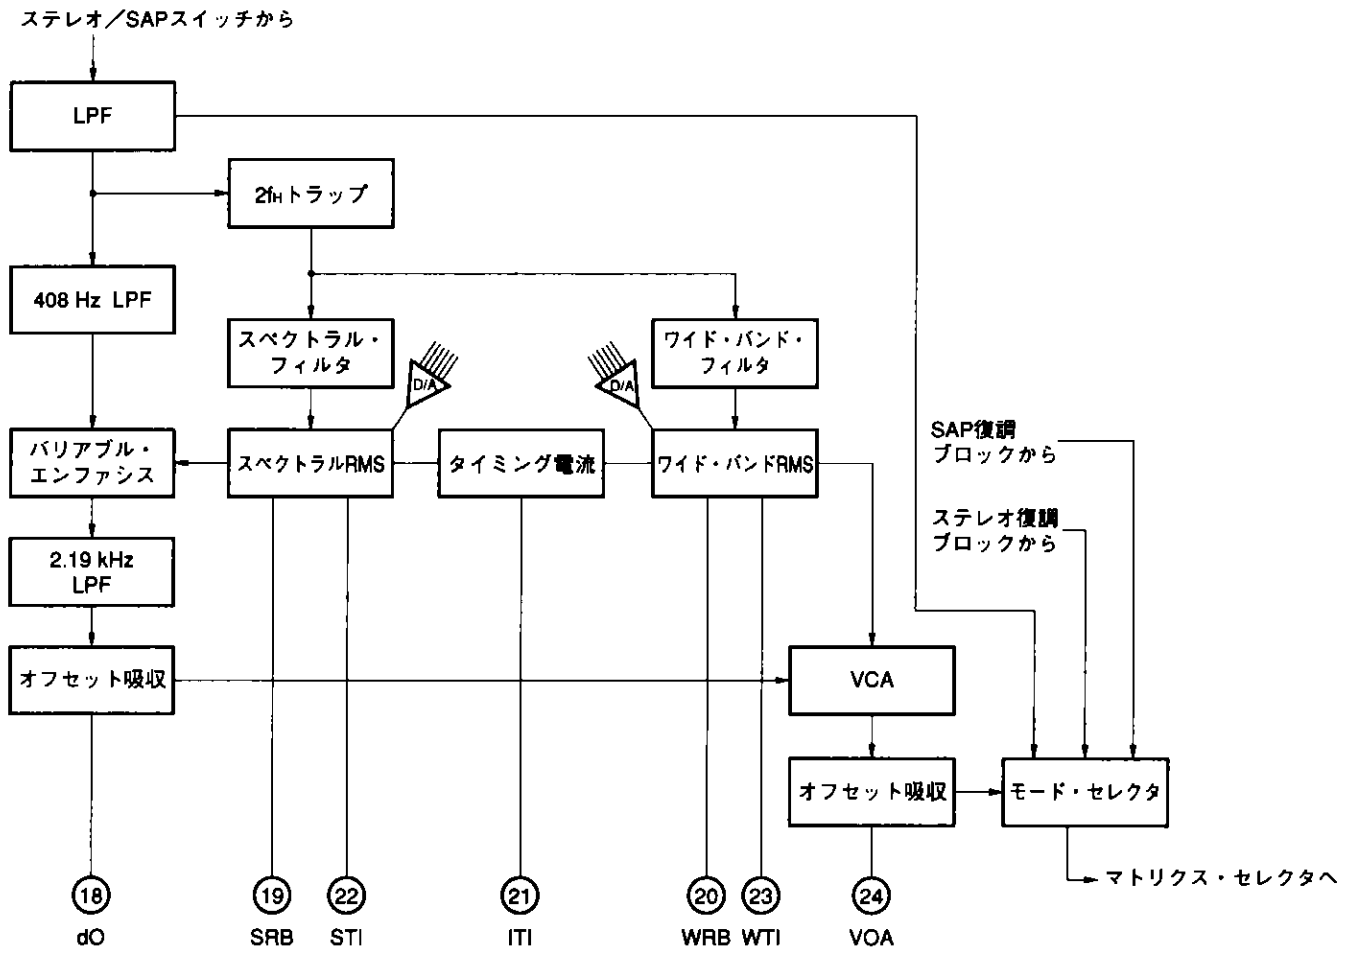 ステレオ／SAPスイッチから
LPF
2fHトラップ
408 Hz LPF
スペクトラル・
フィルタ
D/A
D/A
ワイド・バンド・
フィルタ
バリアブル・
エンファシス
スペクトラルRMS
タイミング電流
ワイド・バンドRMS
SAP復調
ブロックから
ステレオ復調
ブロックから
2.19 kHz
LPF
オフセット吸収
VCA
オフセット吸収
モード・セレクタ
マトリクス・セレクタへ
18
19
22
21
20
23
24
dO
SRB
STI
ITI
WRB
WTI
VOA